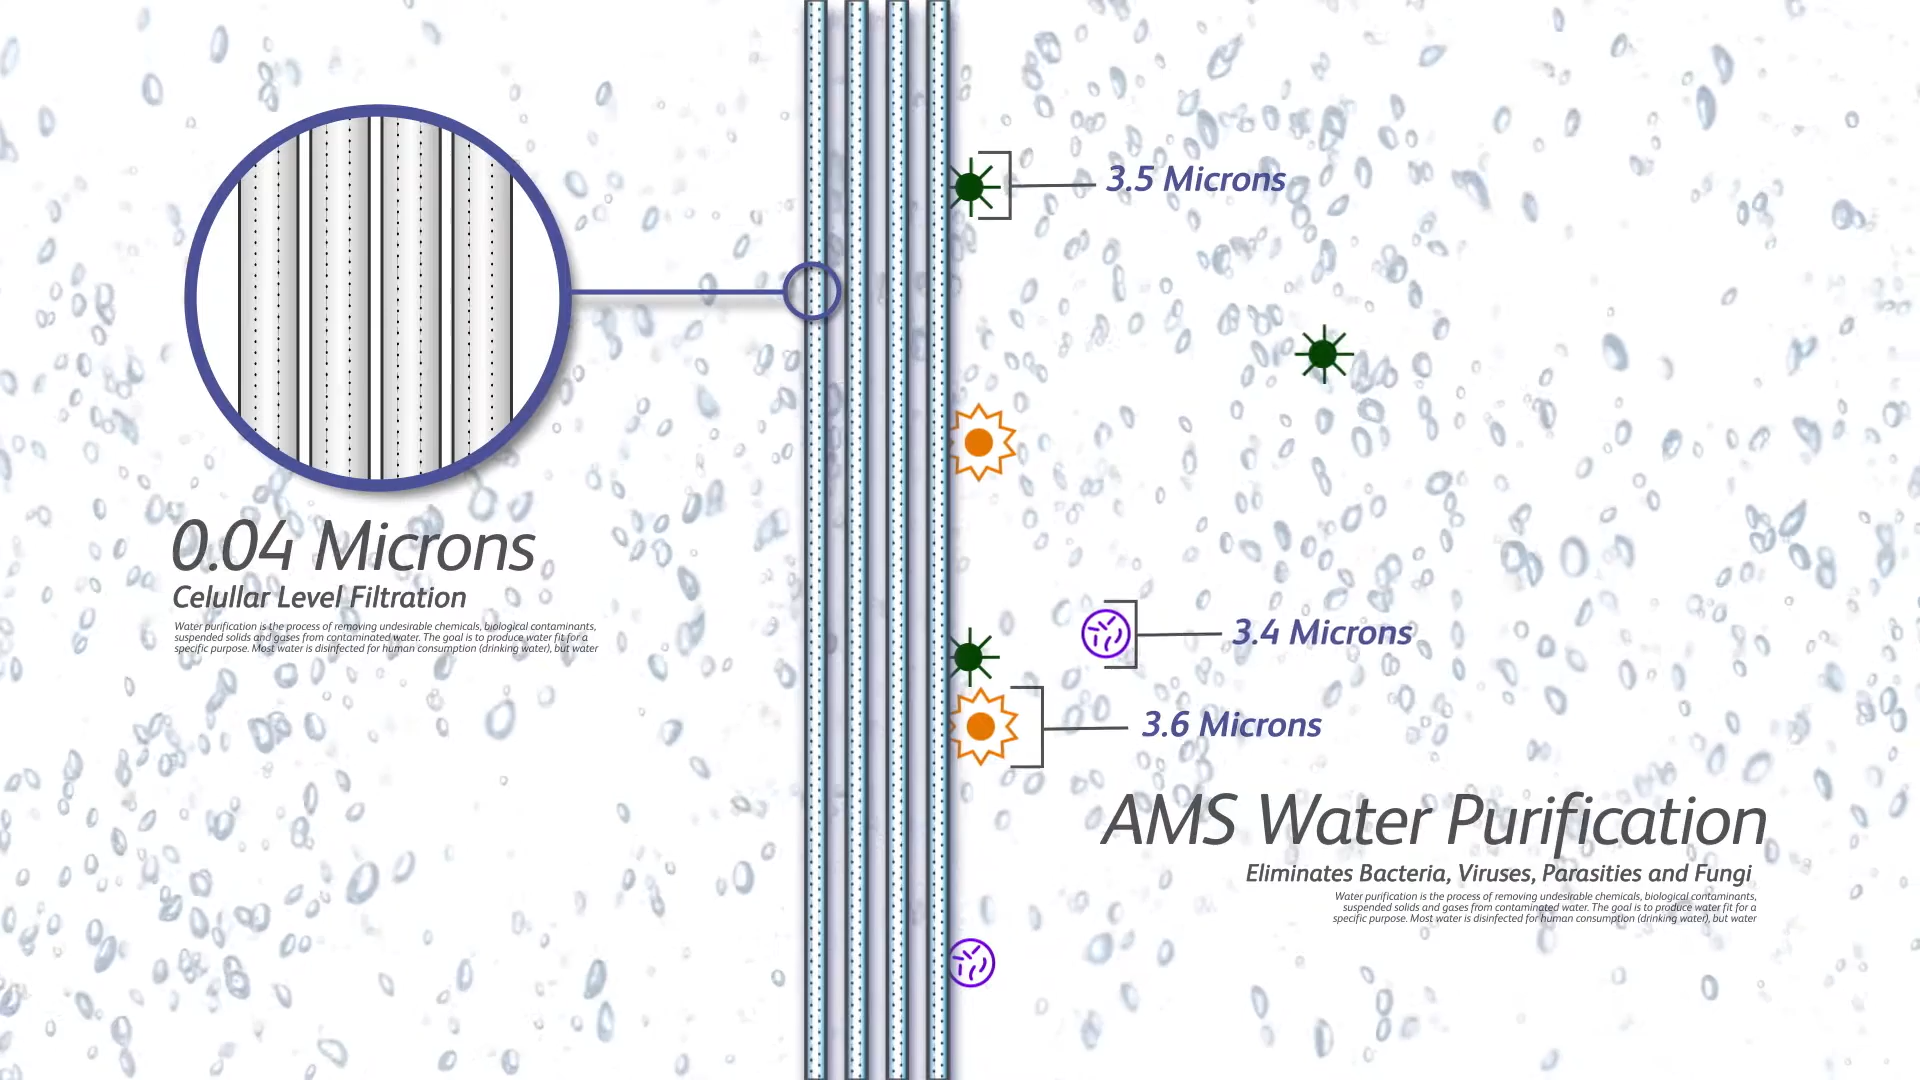 3.5 Microns
0.04 Microns
Celullar Level Filtration
Water purification is the process of removing undesirable chemicals, biological contaminants,
suspended solids and gases from contaminated water. The goal is to produce water fit for a
specific purpose. Most water is disinfected for human consumption (drinking water), but water
3.4 Microns
3.6 Microns
AMS Water Purification
Eliminates Bacteria, Viruses, Parasities and Fungi
Water purification is the process of removing undesirable chemicals, biological contaminants,
suspended solids and gases from contaminated water. The goal is to produce water fit for a
specific purpose. Most water is disinfected for human consumption (drinking water), but water